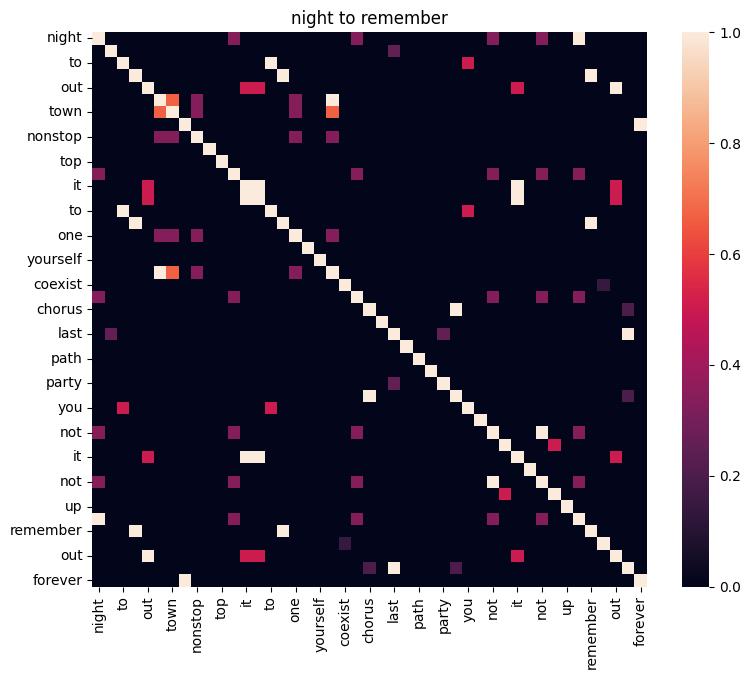 night to remember
night
to
out
town
nonstop
top
it
to
one
yourself
coexist
chorus
last
path
party
you
not
it
not
up
remember
out
forever
1.0
0.8
0.6
0.4
0.2
0.0
night
to
out
town
nonstop
top
it
to
one
yourself
coexist
chorus
last
path
party
you
not
it
not
up
remember
out
forever